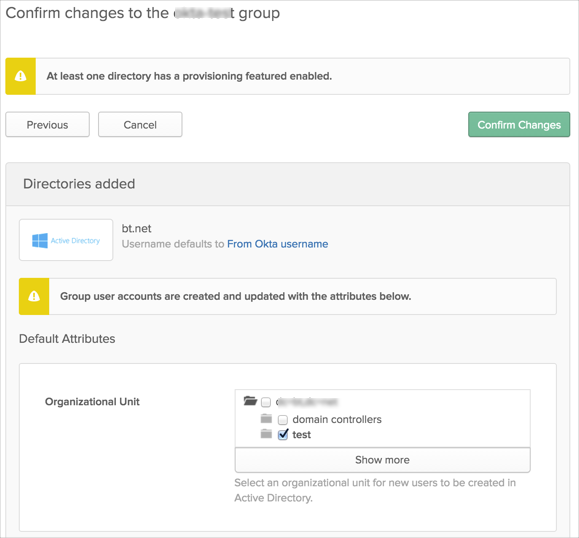 Confirm changes to the group
At least one directory has a provisioning featured enabled.
Previous
Cancel
Confirm Changes
Directories added
Active Directory
bt.net
Username defaults to From Okta username
Group user accounts are created and updated with the attributes below.
Default Attributes
Organizational Unit
domain controllers
test
Show more
Select an organizational unit for new users to be created in
Active Directory.